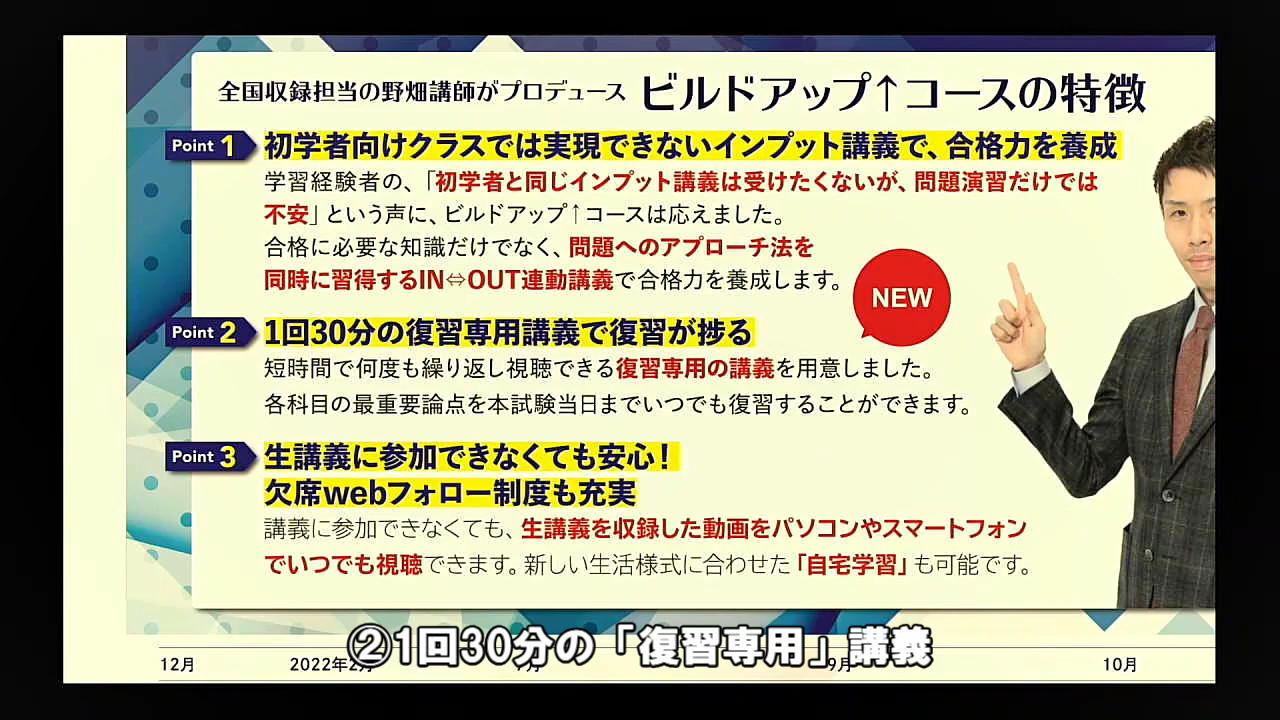 全国収録担当の野畑講師がプロデュース ビルドアップ↑コースの特徴
Point 1 初学者向けクラスでは実現できないインプット講義で、合格力を養成
学習経験者の、「初学者と同じインプット講義は受けたくないが、問題演習だけでは
不安」という声に、ビルドアップ↑コースは応えました。
合格に必要な知識だけでなく、問題へのアプローチ法を
同時に習得するIN⇔OUT連動講義で合格力を養成します。
NEW
Point 2 1回30分の復習専用講義で復習が捗る
短時間で何度も繰り返し視聴できる復習専用の講義を用意しました。
各科目の最重要論点を本試験当日までいつでも復習することができます。
Point 3 生講義に参加できなくても安心!
欠席webフォロー制度も充実
講義に参加できなくても、生講義を収録した動画をパソコンやスマートフォン
でいつでも視聴できます。新しい生活様式に合わせた「自宅学習」も可能です。
②1回30分の「復習専用」講義
12月 2022年2月 9月 10月